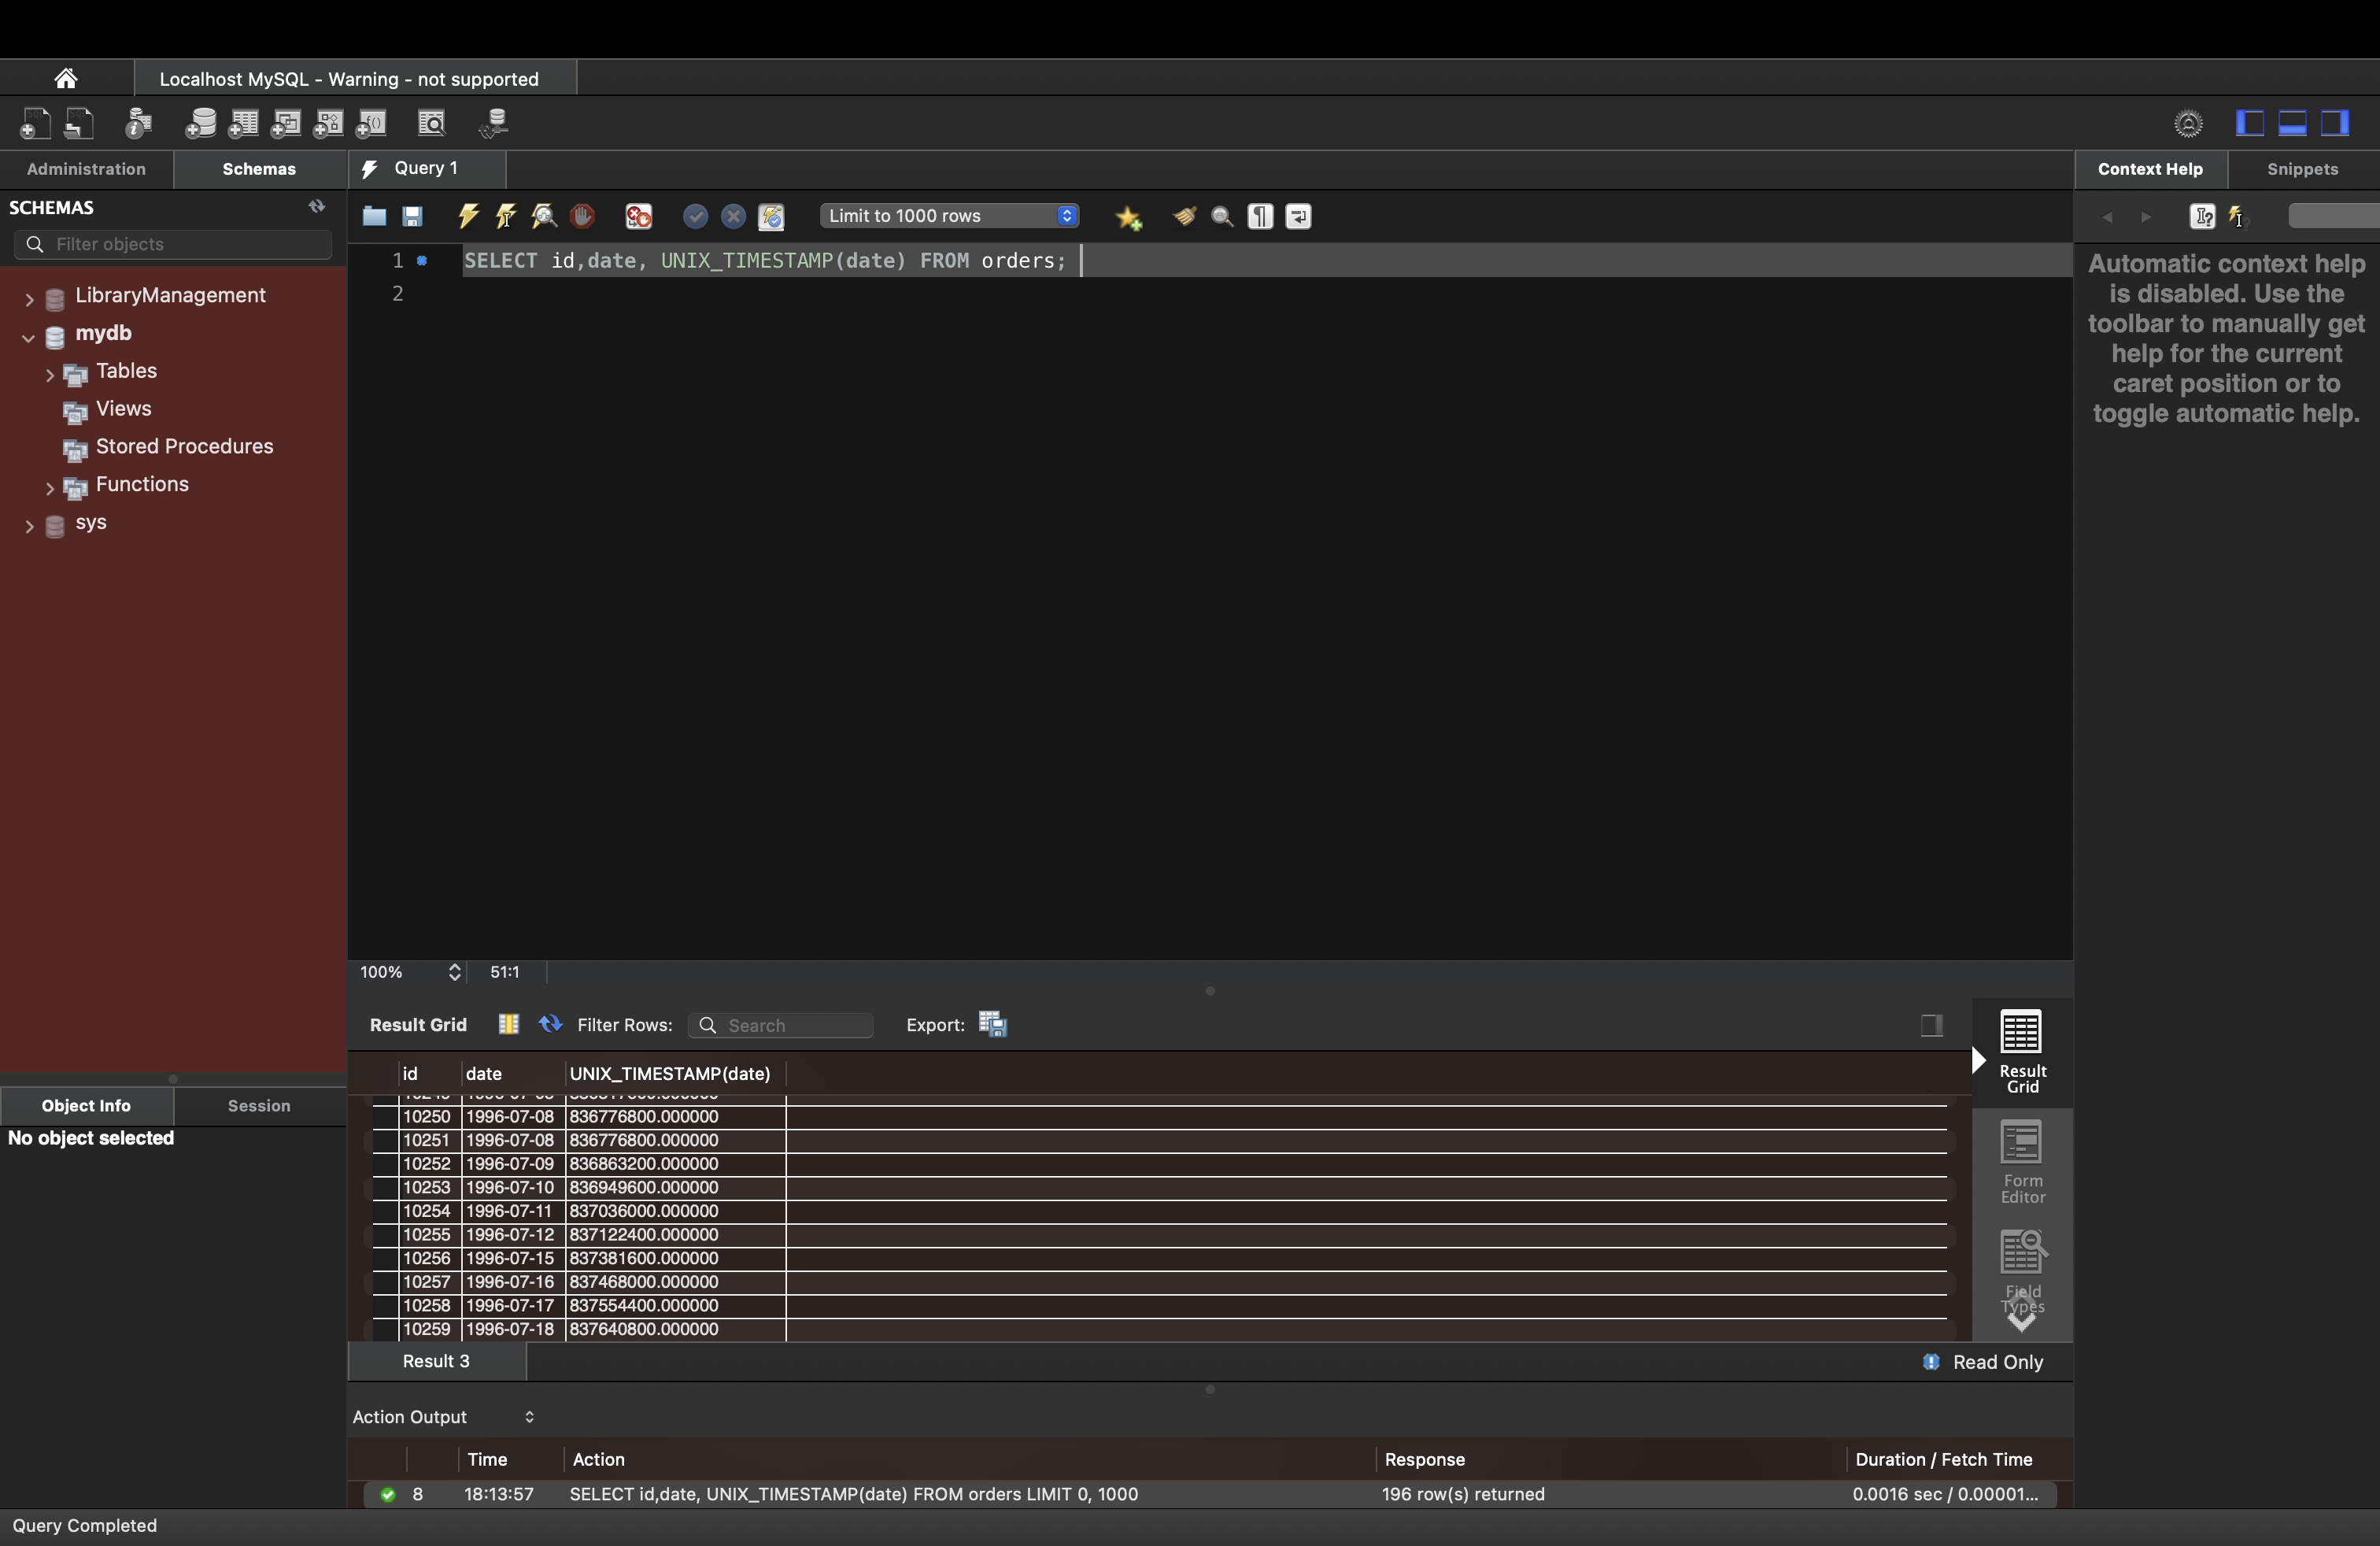 Localhost MySQL - Warning - not supported
Administration
Schemas
Query 1
Context Help
Snippets
SCHEMAS
Filter objects
Limit to 1000 rows
1 SELECT id,date, UNIX_TIMESTAMP(date) FROM orders;
2
LibraryManagement
mydb
Tables
Views
Stored Procedures
Functions
sys
Automatic context help
is disabled. Use the
toolbar to manually get
help for the current
caret position or to
toggle automatic help.
100%
51:1
Result Grid
Filter Rows:
Search
Export:
id date UNIX_TIMESTAMP(date)
10250 1996-07-08 836776800.000000
10251 1996-07-08 836776800.000000
10252 1996-07-09 836863200.000000
10253 1996-07-10 836949600.000000
10254 1996-07-11 837036000.000000
10255 1996-07-12 837122400.000000
10256 1996-07-15 837381600.000000
10257 1996-07-16 837468000.000000
10258 1996-07-17 837554400.000000
10259 1996-07-18 837640800.000000
Result
Grid
Form
Editor
Field
Types
Object Info
Session
No object selected
Result 3
Read Only
Action Output
Time Action Response Duration / Fetch Time
8 18:13:57 SELECT id,date, UNIX_TIMESTAMP(date) FROM orders LIMIT 0, 1000 196 row(s) returned 0.0016 sec / 0.00001...
Query Completed